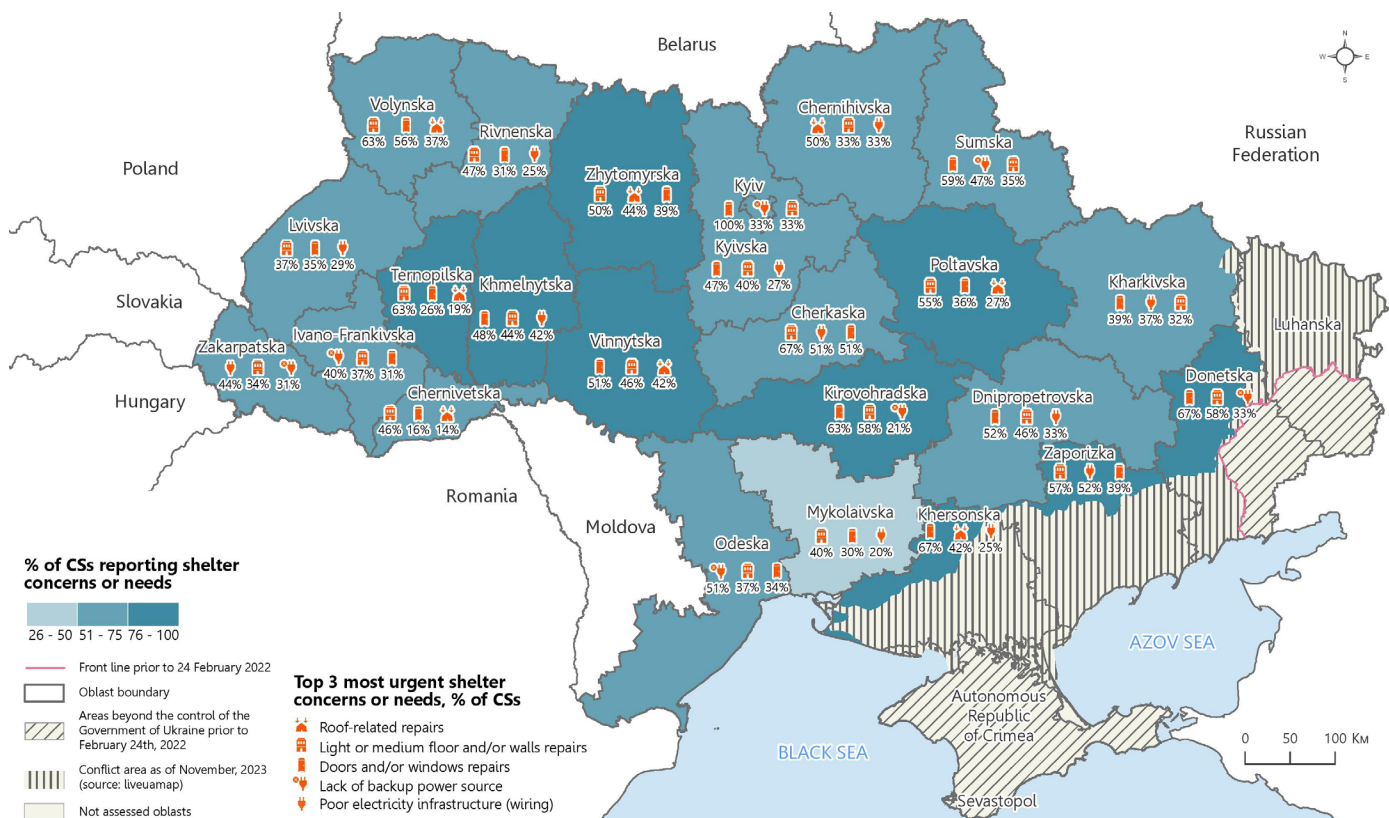 Belarus
N
W
E
S
Russian
Federation
Poland
Slovakia
Hungary
Romania
Moldova
Volynska
63% 56% 37%
Rivnenska
47% 31% 25%
Zhytomyrska
50% 44% 39%
Chernihivska
50% 33% 33%
Sumska
59% 47% 35%
Kyiv
100% 33% 33%
Kyivska
47% 40% 27%
Lvivska
37% 35% 29%
Ternopilska
63% 26% 19%
Khmelnytska
48% 44% 42%
Poltavska
55% 36% 27%
Kharkivska
39% 37% 32%
Luhanska
Cherkaska
67% 51% 51%
Vinnytska
51% 46% 42%
Ivano-Frankivska
40% 37% 31%
Zakarpatska
44% 34% 31%
Chernivetska
46% 16% 14%
Kirovohradska
63% 58% 21%
Dnipropetrovska
52% 46% 33%
Donetska
67% 58% 33%
Zaporizka
57% 52% 39%
Mykolaivska
40% 30% 20%
Khersonska
67% 42% 25%
Odeska
51% 37% 34%
AZOV SEA
BLACK SEA
Autonomous
Republic
of Crimea
Sevastopol
0 50 100 KM
% of CSs reporting shelter
concerns or needs
26 - 50 51 - 75 76 - 100
Front line prior to 24 February 2022
Oblast boundary
Areas beyond the control of the
Government of Ukraine prior to
February 24th, 2022
Conflict area as of November, 2023
(source: liveuamap)
Not assessed oblasts
Top 3 most urgent shelter
concerns or needs, % of CSs
Roof-related repairs
Light or medium floor and/or walls repairs
Doors and/or windows repairs
Lack of backup power source
Poor electricity infrastructure (wiring)